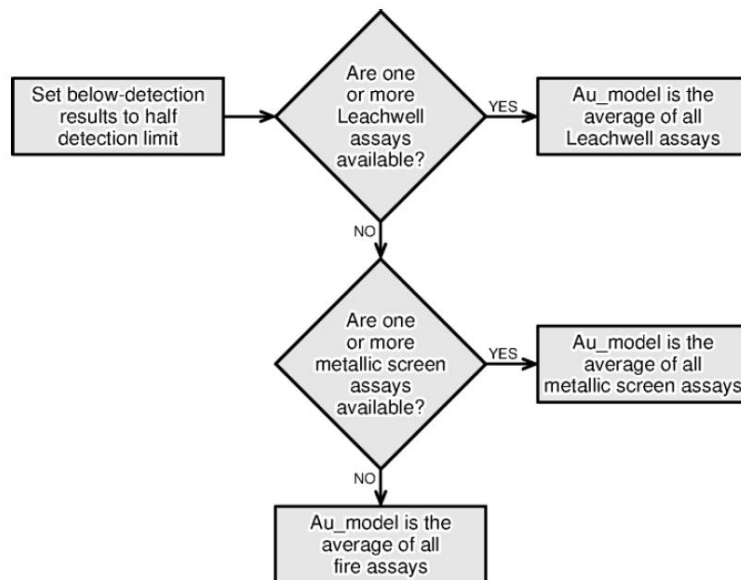 Set below-detection
results to half
detection limit
Are one
or more
Leachwell
assays
available?
YES
Au_model is the
average of all
Leachwell assays
NO
Are one
or more
metallic screen
assays
available?
YES
Au_model is the
average of all
metallic screen assays
NO
Au_model is the
average of all
fire assays